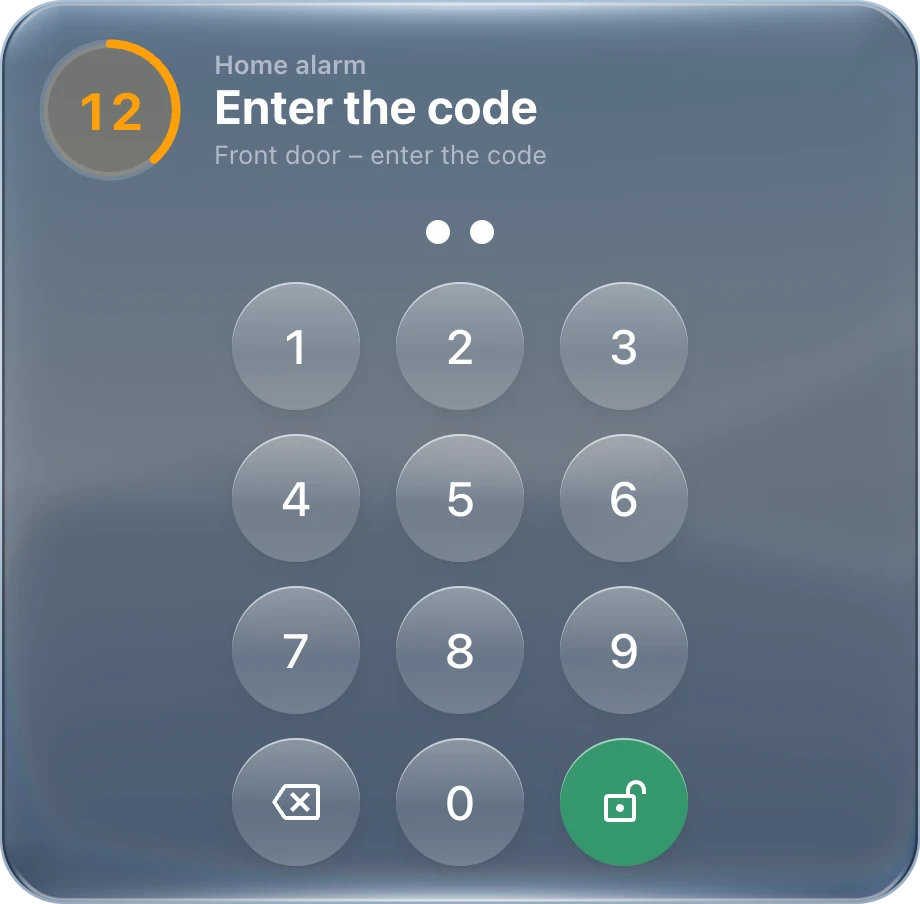 12
Home alarm
Enter the code
Front door – enter the code
1 2 3
4 5 6
7 8 9
0